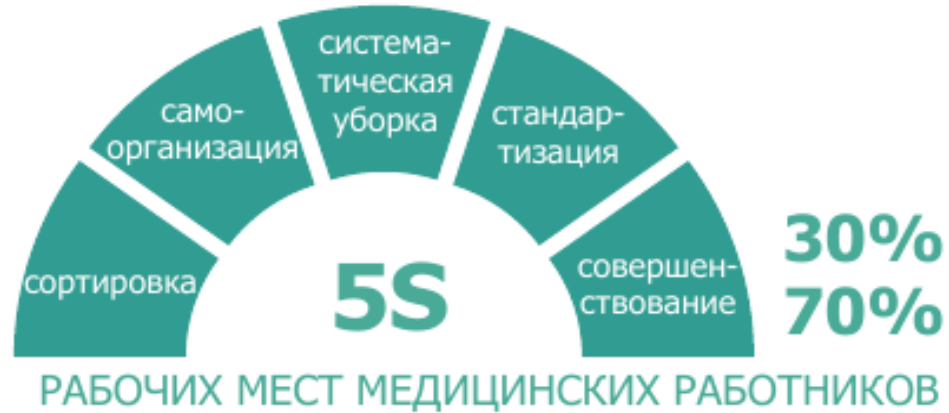 сортировка
само-
организация
система-
тическая
уборка
стандар-
тизация
совершен-
ствование
5S
30%
70%
РАБОЧИХ МЕСТ МЕДИЦИНСКИХ РАБОТНИКОВ